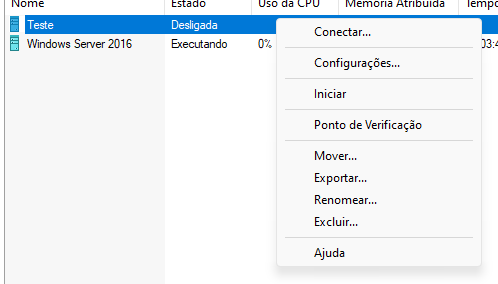 Nome Estado Uso da CPU Memória Atribuída Tempo
Teste Desligada
Windows Server 2016 Executando 0% 03:4
Conectar...
Configurações...
Iniciar
Ponto de Verificação
Mover...
Exportar...
Renomear...
Excluir...
Ajuda